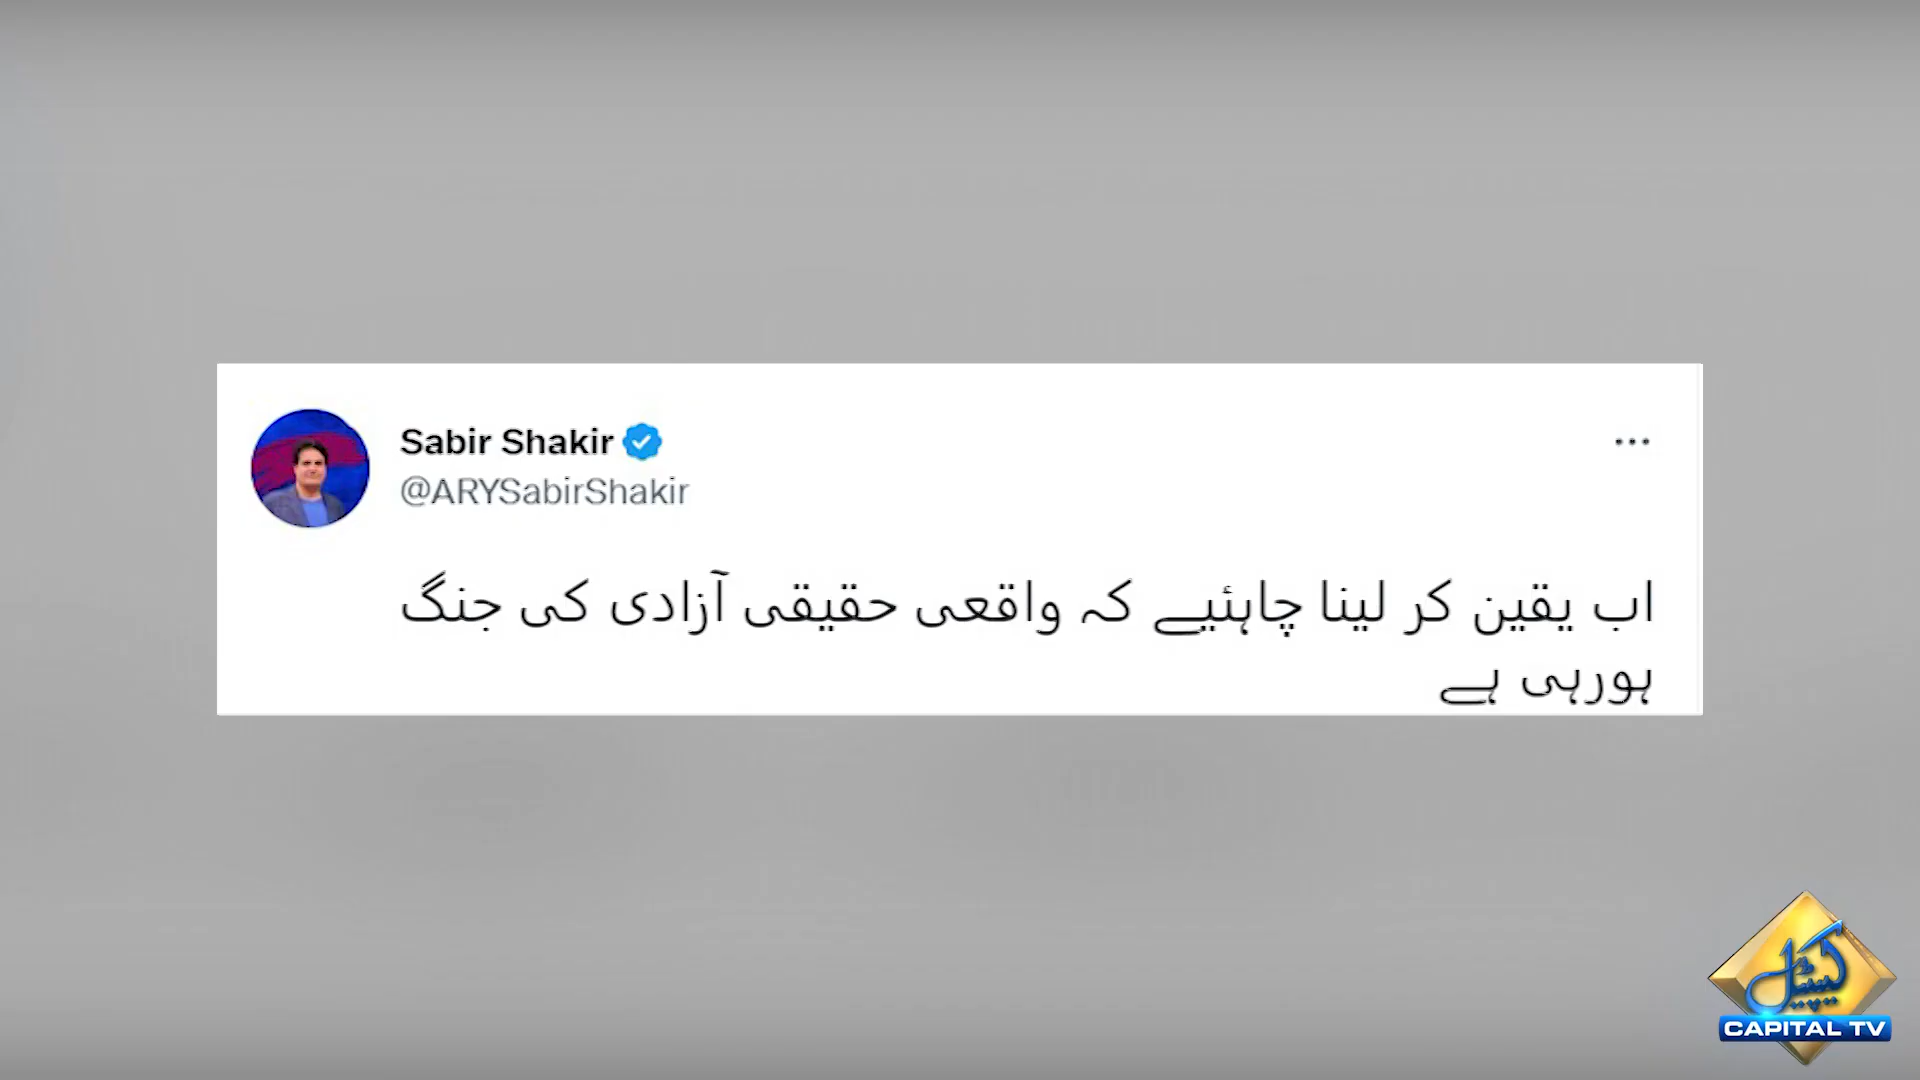 Sabir Shakir
@ARYSabirShakir
اب یقین کر لینا چاہئیے کہ واقعی حقیقی آزادی کی جنگ
ہورہی ہے
کیپیٹل
CAPITAL TV